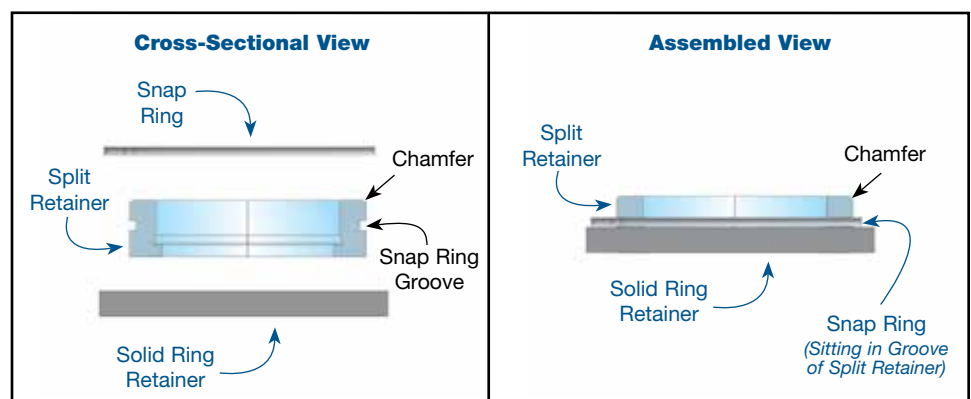 Cross-Sectional View
Snap
Ring
Chamfer
Split
Retainer
Snap Ring
Groove
Solid Ring
Retainer
Assembled View
Split
Retainer
Chamfer
Solid Ring
Retainer
Snap Ring
(Sitting in Groove
of Split Retainer)